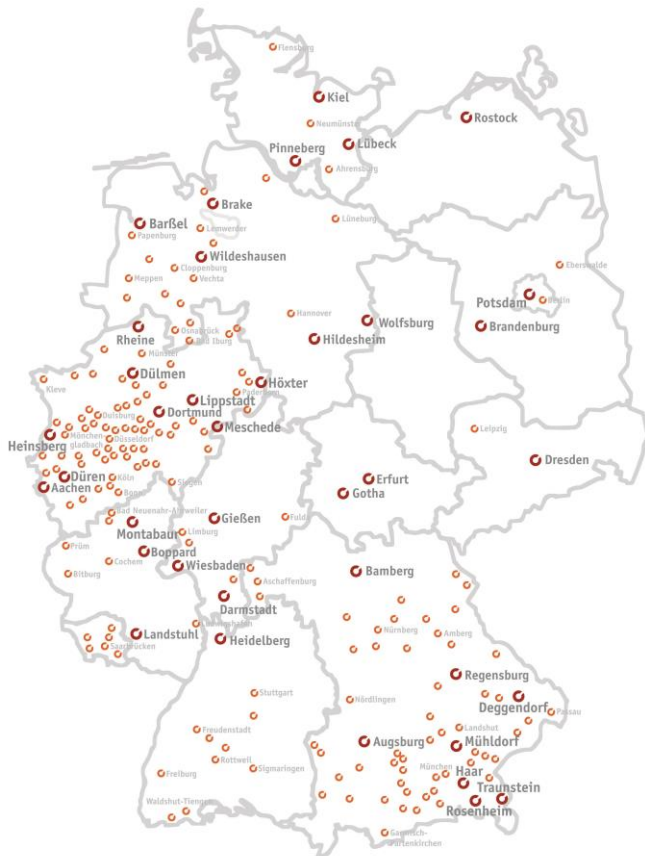 Flensburg
Kiel
Rostock
Neumünster
Lübeck
Pinneberg
Ahrensburg
Brake
Barßel
Lüneburg
Lemwerder
Papenburg
Wildeshausen
Eberswalde
Cloppenburg
Meppen
Vechta
Potsdam
Berlin
Hannover
Wolfsburg
Brandenburg
Rheine
Osnabrück
Hildesheim
Bad Iburg
Münster
Dülmen
Kleve
Höxter
Paderborn
Lippstadt
Duisburg
Dortmund
Meschede
Leipzig
Heinsberg
Mönchen-
gladbach
Düsseldorf
Dresden
Düren
Köln
Erfurt
Aachen
Siegen
Bonn
Gotha
Bad Neuenahr-Ahrweiler
Gießen
Fulda
Montabaur
Limburg
Prüm
Boppard
Cochem
Wiesbaden
Bitburg
Bamberg
Aschaffenburg
Darmstadt
Ludwigshafen
Landstuhl
Heidelberg
Nürnberg
Amberg
Saarbrücken
Regensburg
Stuttgart
Nördlingen
Deggendorf
Passau
Freudenstadt
Landshut
Augsburg
Mühldorf
Rottweil
Freiburg
Sigmaringen
München
Haar
Traunstein
Waldshut-Tiengen
Rosenheim
Garmisch-
Partenkirchen